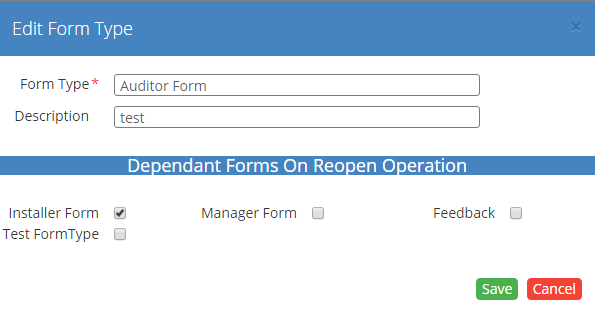 Edit Form Type ×
Form Type* Auditor Form
Description test
Dependant Forms On Reopen Operation
Installer Form Manager Form Feedback
Test FormType
Save Cancel